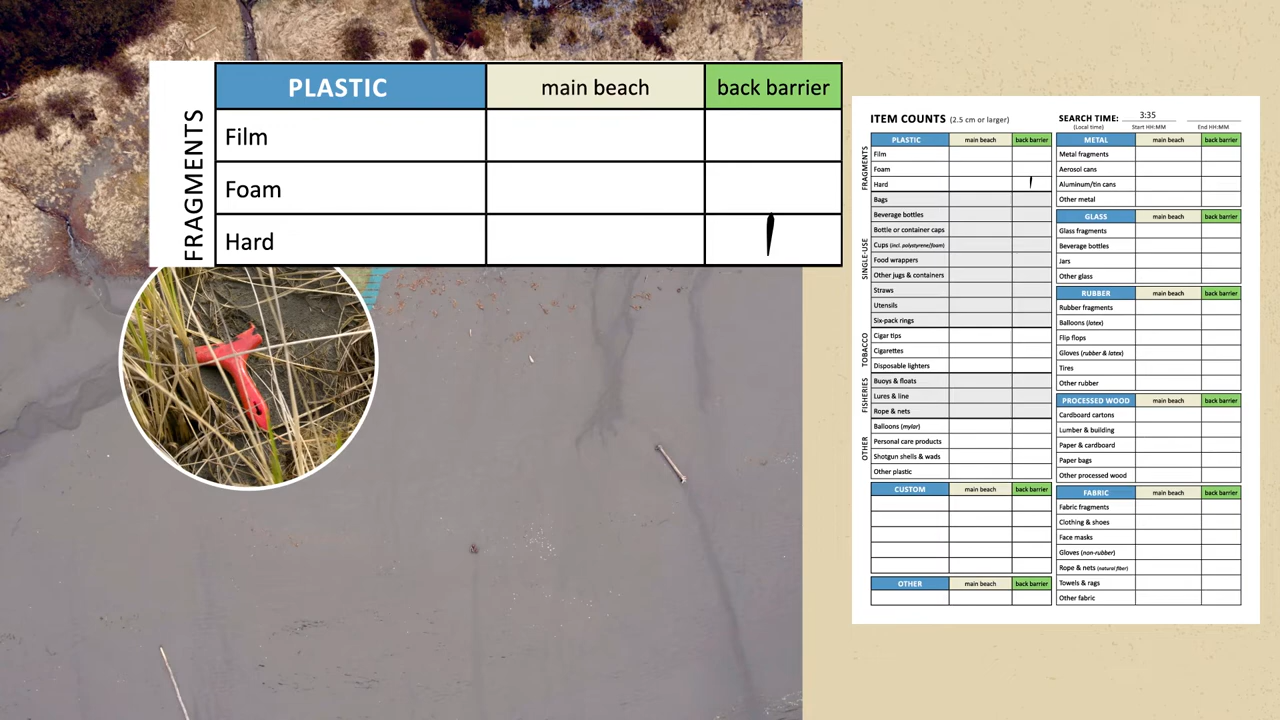 PLASTIC main beach back barrier
FRAGMENTS
Film
Foam
Hard
ITEM COUNTS (2.5 cm or larger)
SEARCH TIME: 3:35
(Local time) Start HH:MM End HH:MM
PLASTIC main beach back barrier
FRAGMENTS
Film
Foam
Hard
SINGLE-USE
Bags
Beverage bottles
Bottle or container caps
Cups (incl. polystyrene/foam)
Food wrappers
Other jugs & containers
Straws
Utensils
Six-pack rings
TOBACCO
Cigar tips
Cigarettes
Disposable lighters
FISHERIES
Buoys & floats
Lures & line
Rope & nets
OTHER
Balloons (mylar)
Personal care products
Shotgun shells & wads
Other plastic
CUSTOM main beach back barrier
OTHER main beach back barrier
METAL main beach back barrier
Metal fragments
Aerosol cans
Aluminum/tin cans
Other metal
GLASS main beach back barrier
Glass fragments
Beverage bottles
Jars
Other glass
RUBBER main beach back barrier
Rubber fragments
Balloons (latex)
Flip flops
Gloves (rubber & latex)
Tires
Other rubber
PROCESSED WOOD main beach back barrier
Cardboard cartons
Lumber & building
Paper & cardboard
Paper bags
Other processed wood
FABRIC main beach back barrier
Fabric fragments
Clothing & shoes
Face masks
Gloves (non-rubber)
Rope & nets (natural fiber)
Towels & rags
Other fabric